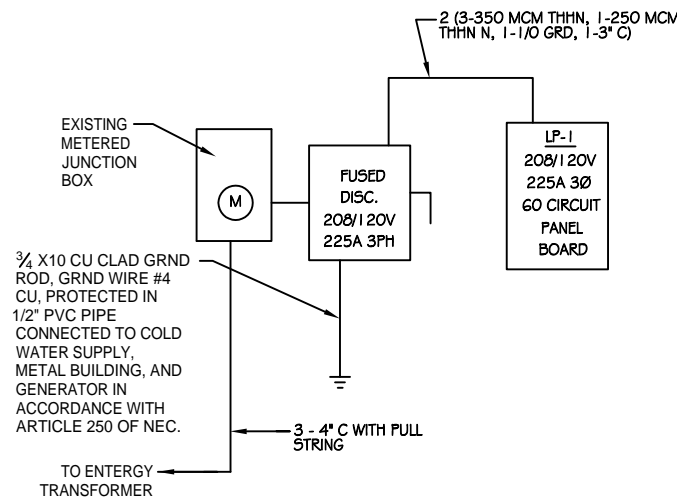 2 (3-350 MCM THHN, 1-250 MCM
THHN N, 1-1/0 GRD, 1-3" C)
EXISTING
METERED
JUNCTION
BOX
M
FUSED
DISC.
208/120V
225A 3PH
LP-1
208/120V
225A 3Ø
60 CIRCUIT
PANEL
BOARD
3/4 X10 CU CLAD GRND
ROD, GRND WIRE #4
CU, PROTECTED IN
1/2" PVC PIPE
CONNECTED TO COLD
WATER SUPPLY,
METAL BUILDING, AND
GENERATOR IN
ACCORDANCE WITH
ARTICLE 250 OF NEC.
3 - 4" C WITH PULL
STRING
TO ENTERGY
TRANSFORMER